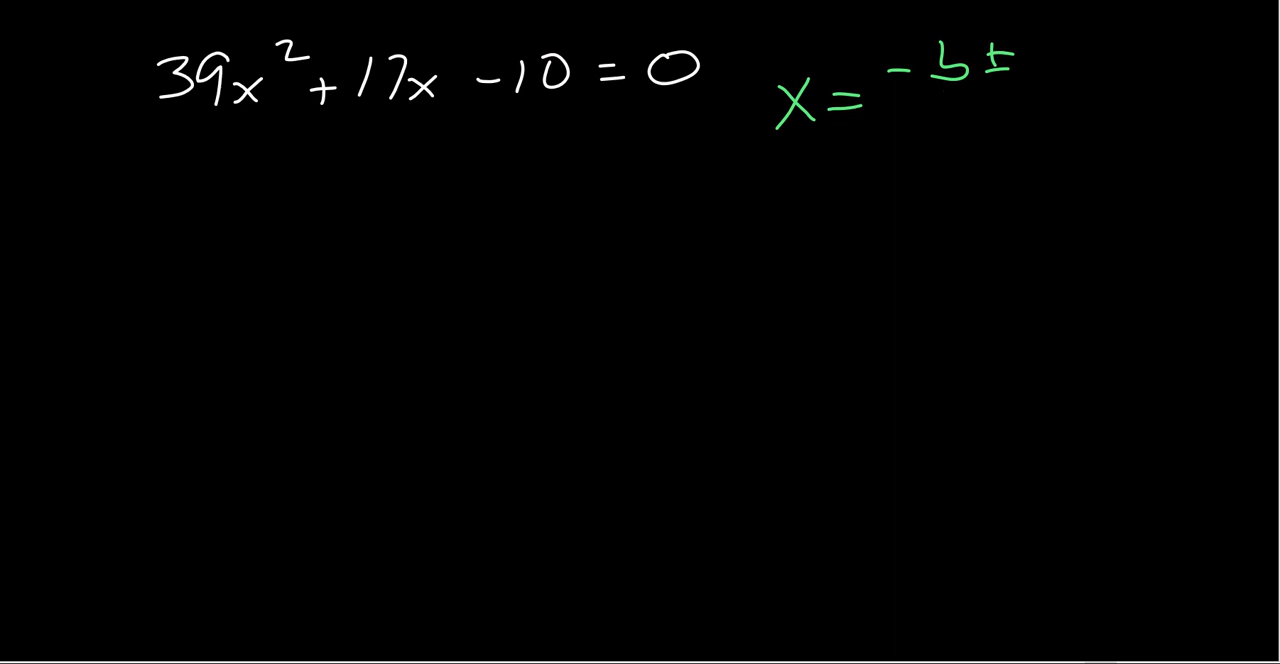 39x² + 17x - 10 = 0
x = - b ±